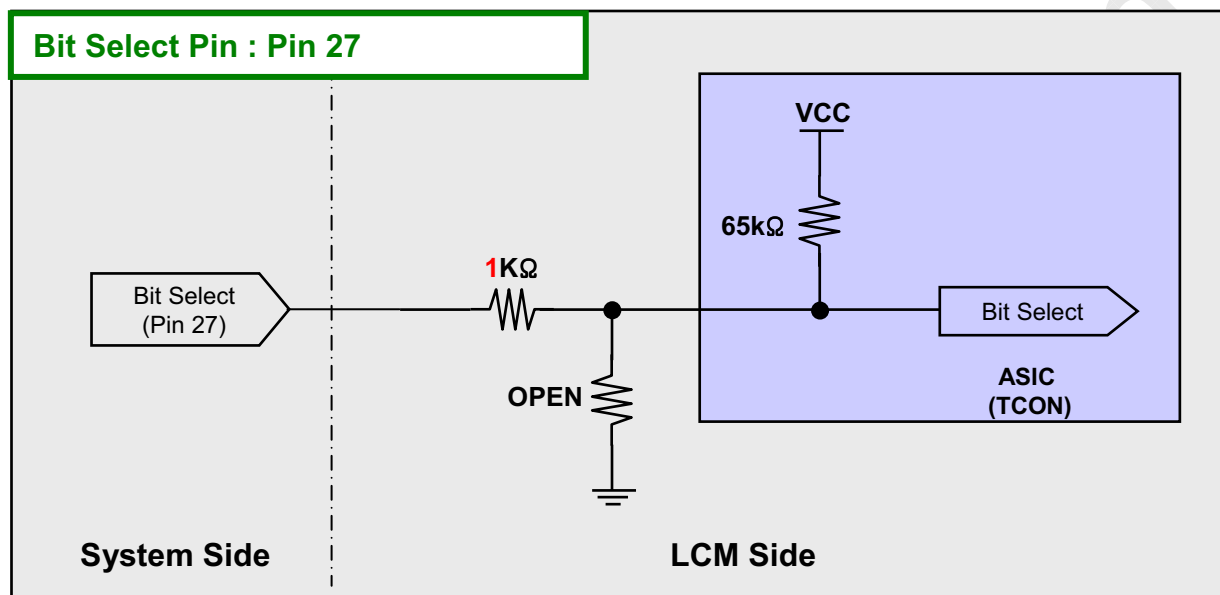 Bit Select Pin : Pin 27
VCC
65kΩ
1KΩ
Bit Select
(Pin 27)
Bit Select
OPEN
ASIC
(TCON)
System Side
LCM Side